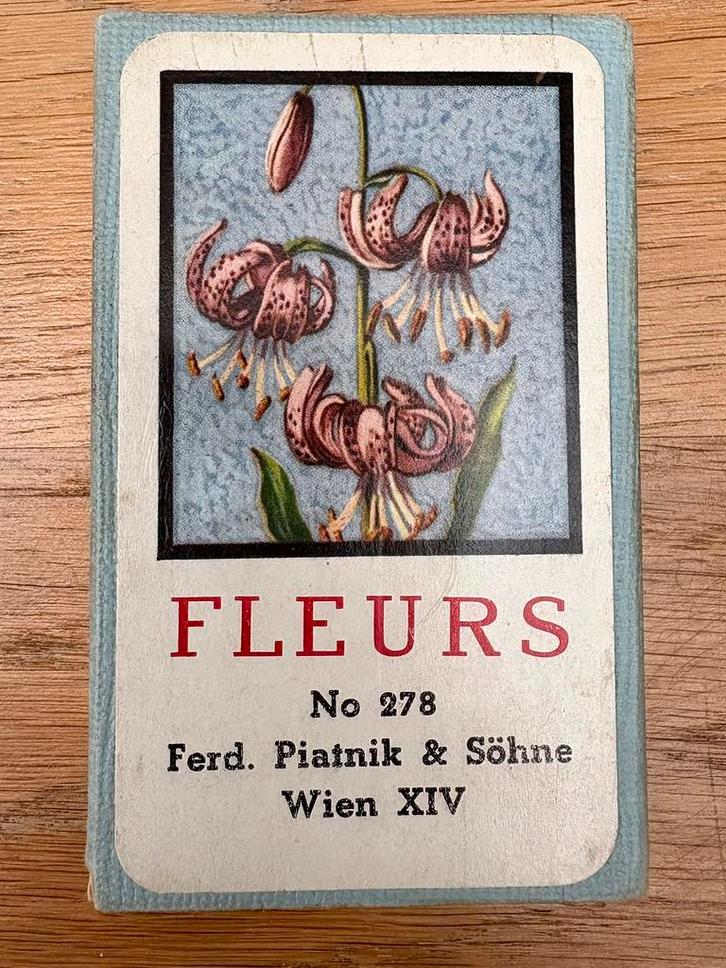 FLEURS
No 278
Ferd. Piatnik & Söhne
Wien XIV